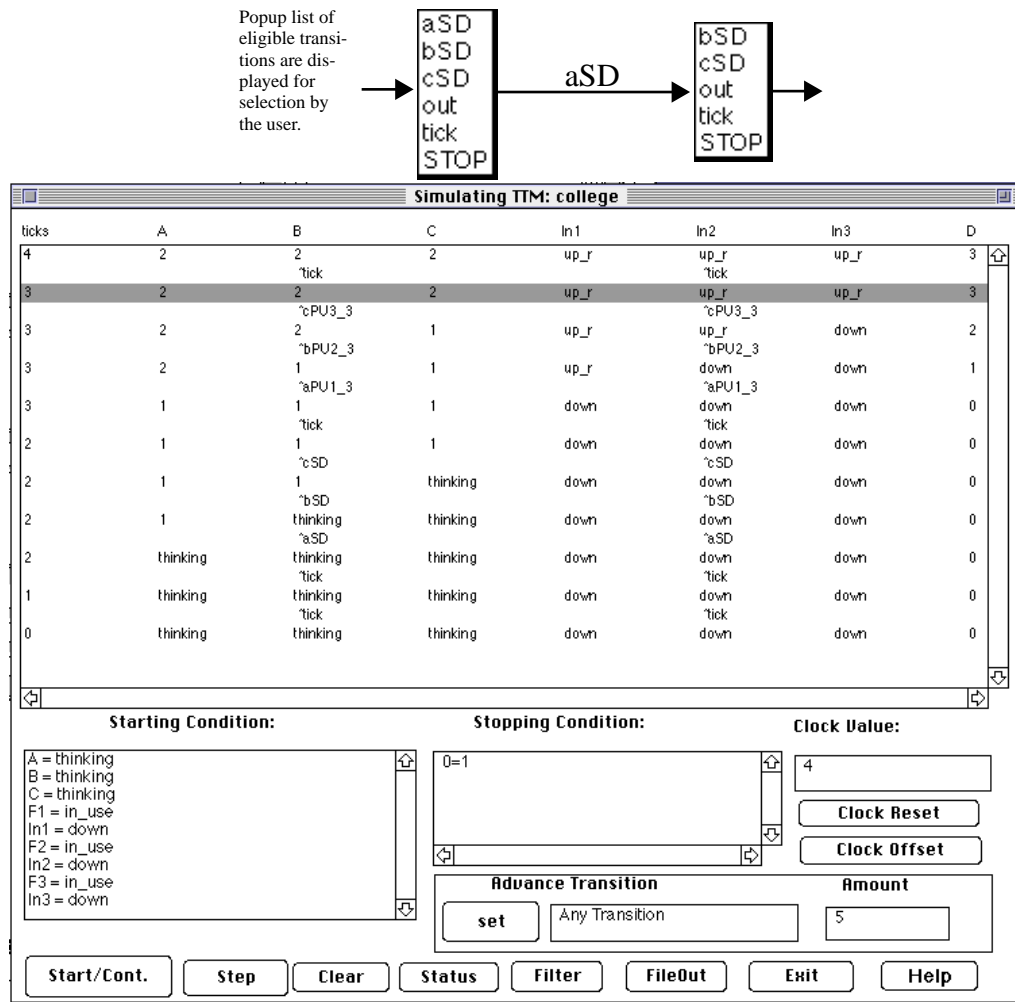 Popup list of
eligible transi-
tions are dis-
played for
selection by
the user.
aSD
bSD
cSD
out
tick
STOP
aSD
bSD
cSD
out
tick
STOP
Simulating TTM: college
ticks A B C In1 In2 In3 D
4 2 2 2 up_r up_r up_r 3
^tick ^tick
3 2 2 2 up_r up_r up_r 3
^cPU3_3 ^cPU3_3
3 2 2 1 up_r up_r down 2
^bPU2_3 ^bPU2_3
3 2 1 1 up_r down down 1
^aPU1_3 ^aPU1_3
3 1 1 1 down down down 0
^tick ^tick
2 1 1 1 down down down 0
^cSD ^cSD
2 1 1 thinking down down down 0
^bSD ^bSD
2 1 thinking thinking down down down 0
^aSD ^aSD
2 thinking thinking thinking down down down 0
^tick ^tick
1 thinking thinking thinking down down down 0
^tick ^tick
0 thinking thinking thinking down down down 0
Starting Condition:
A = thinking
B = thinking
C = thinking
F1 = in_use
In1 = down
F2 = in_use
In2 = down
F3 = in_use
In3 = down
Stopping Condition:
0=1
Clock Value:
4
Clock Reset
Clock Offset
Advance Transition Amount
set Any Transition 5
Start/Cont. Step Clear Status Filter FileOut Exit Help